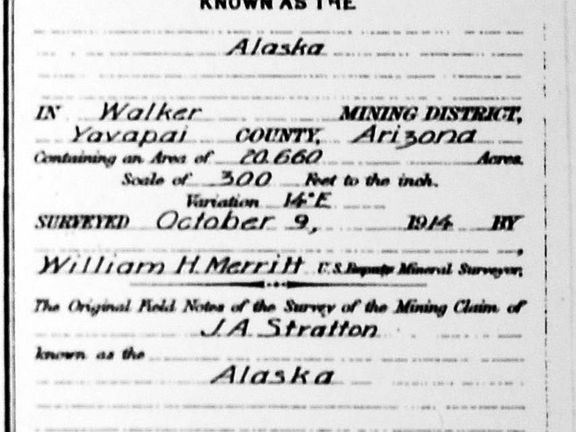 KNOWN AS THE
Alaska
IN Walker MINING DISTRICT,
Yavapai COUNTY, Arizona
Containing an Area of 20.660 Acres.
Scale of 300 Feet to the inch.
Variation 14°E
SURVEYED October 9, 1914 BY
William H. Merritt U.S. Deputy Mineral Surveyor,
The Original Field Notes of the Survey of the Mining Claim of
J.A. Stratton
known as the
Alaska